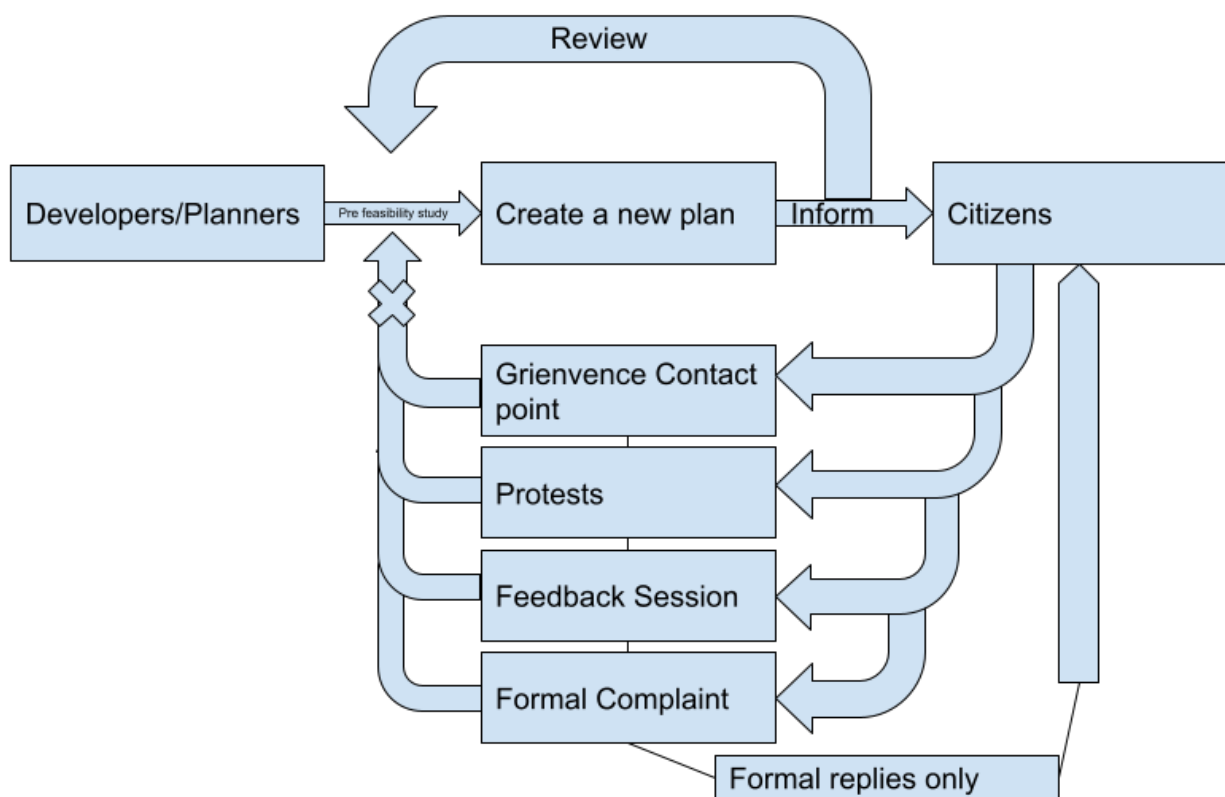 Review
Developers/Planners
Pre feasibility study
Create a new plan
Inform
Citizens
Grienvence Contact
point
Protests
Feedback Session
Formal Complaint
Formal replies only